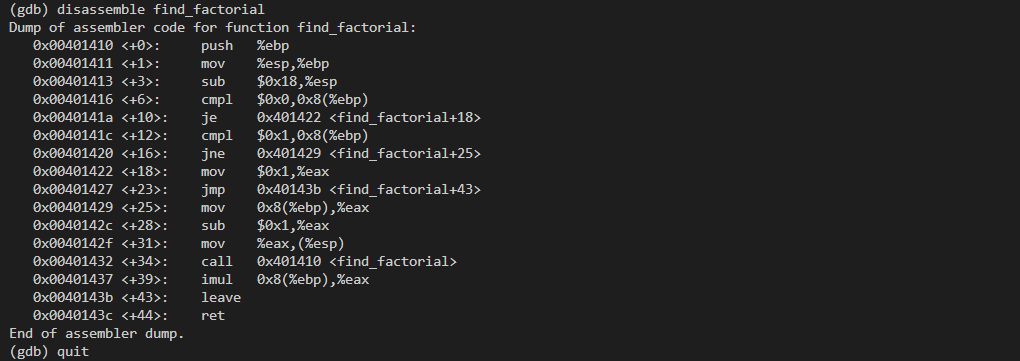 (gdb) disassemble find_factorial
Dump of assembler code for function find_factorial:
   0x00401410 <+0>:     push   %ebp
   0x00401411 <+1>:     mov    %esp,%ebp
   0x00401413 <+3>:     sub    $0x18,%esp
   0x00401416 <+6>:     cmpl   $0x0,0x8(%ebp)
   0x0040141a <+10>:    je     0x401422 <find_factorial+18>
   0x0040141c <+12>:    cmpl   $0x1,0x8(%ebp)
   0x00401420 <+16>:    jne    0x401429 <find_factorial+25>
   0x00401422 <+18>:    mov    $0x1,%eax
   0x00401427 <+23>:    jmp    0x40143b <find_factorial+43>
   0x00401429 <+25>:    mov    0x8(%ebp),%eax
   0x0040142c <+28>:    sub    $0x1,%eax
   0x0040142f <+31>:    mov    %eax,(%esp)
   0x00401432 <+34>:    call   0x401410 <find_factorial>
   0x00401437 <+39>:    imul   0x8(%ebp),%eax
   0x0040143b <+43>:    leave
   0x0040143c <+44>:    ret
End of assembler dump.
(gdb) quit